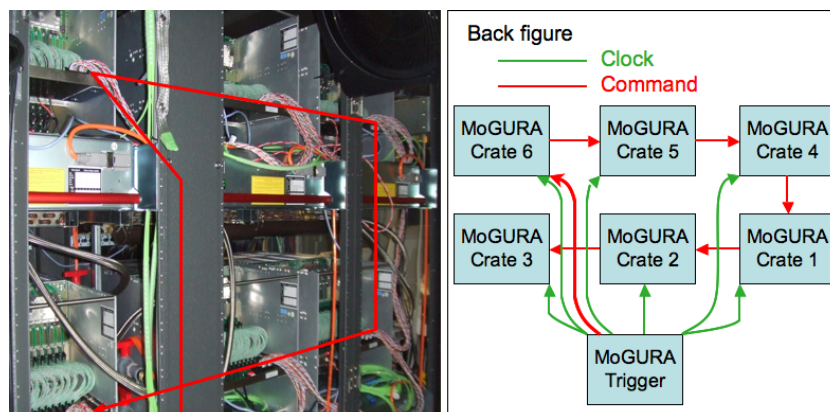 Back figure
Clock
Command
MoGURA
Crate 6
MoGURA
Crate 5
MoGURA
Crate 4
MoGURA
Crate 3
MoGURA
Crate 2
MoGURA
Crate 1
MoGURA
Trigger